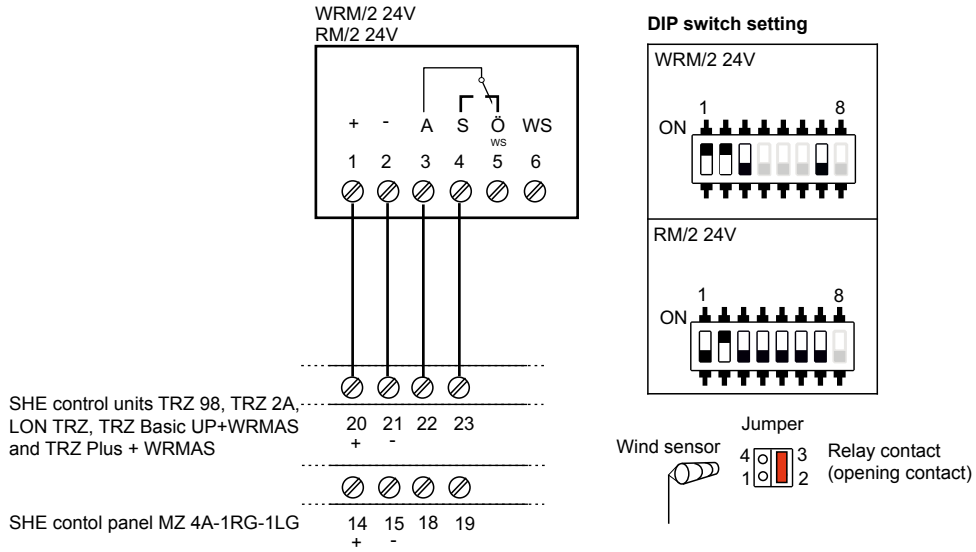 WRM/2 24V
RM/2 24V
+ - A S Ö WS
WS
1 2 3 4 5 6
SHE control units TRZ 98, TRZ 2A,
LON TRZ, TRZ Basic UP+WRMAS
and TRZ Plus + WRMAS
20 21 22 23
+ -
SHE contol panel MZ 4A-1RG-1LG
14 15 18 19
+ -
DIP switch setting
WRM/2 24V
1 8
ON
RM/2 24V
1 8
ON
Jumper
Wind sensor
4 3
1 2
Relay contact
(opening contact)